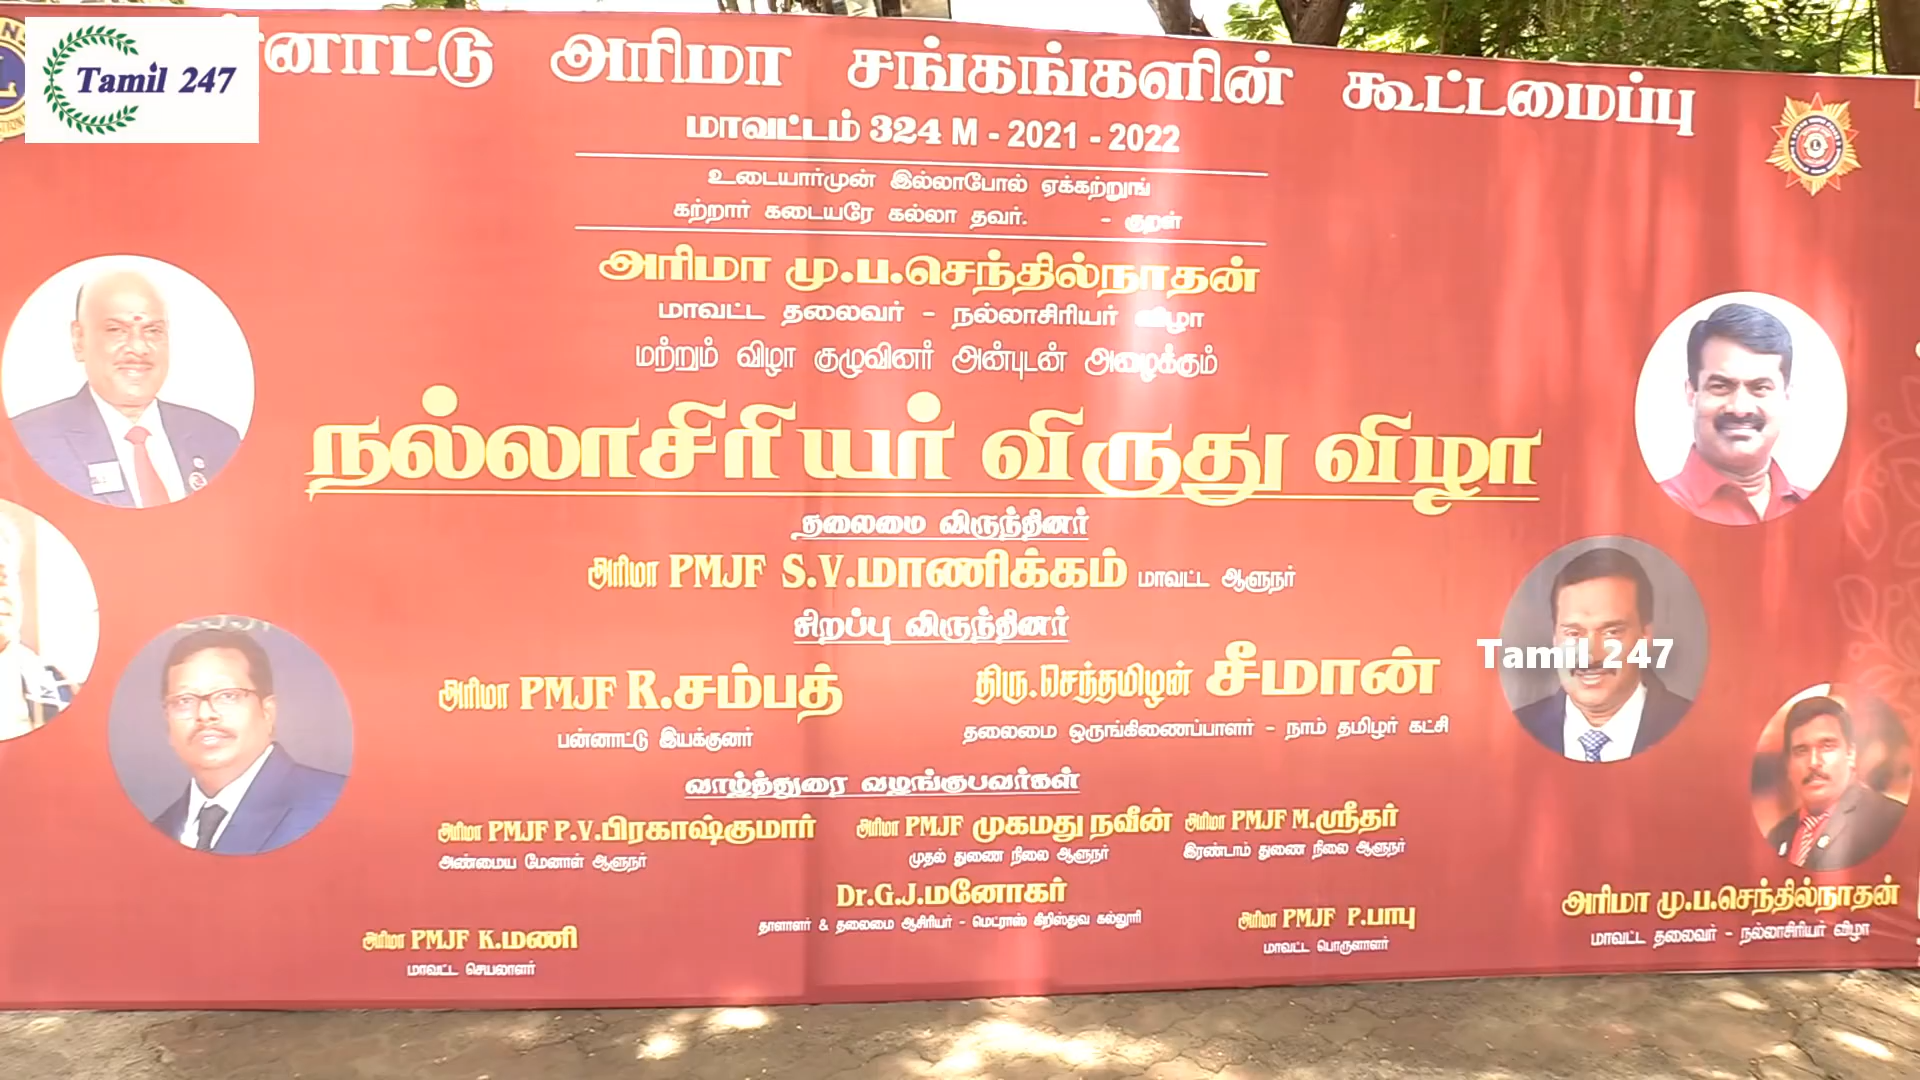 Tamil 247
அரிமா சங்கங்களின் கூட்டமைப்பு
மாவட்டம் 324 M - 2021 - 2022
உடையார்முன் இல்லாபோல் ஏக்கற்றுங்
கற்றார் கடையரே கல்லா தவர். - குறள்
அரிமா மு.ப.செந்தில்நாதன்
மாவட்ட தலைவர் - நல்லாசிரியர் விழா
மற்றும் விழா குழுவினர் அன்புடன் அழைக்கும்
நல்லாசிரியர் விருது விழா
தலைமை விருந்தினர்
அரிமா PMJF S.V.மாணிக்கம் மாவட்ட ஆளுநர்
சிறப்பு விருந்தினர்
அரிமா PMJF R.சம்பத்
பன்னாட்டு இயக்குனர்
திரு.செந்தமிழன் சீமான்
தலைமை ஒருங்கிணைப்பாளர் - நாம் தமிழர் கட்சி
Tamil 247
வாழ்த்துரை வழங்குபவர்கள்
அரிமா PMJF P.V.பிரகாஷ்குமார்
அண்மைய மேனாள் ஆளுநர்
அரிமா PMJF முகமது நவீன்
முதல் துணை நிலை ஆளுநர்
அரிமா PMJF M.ஸ்ரீதர்
இரண்டாம் துணை நிலை ஆளுநர்
Dr.G.J.மனோகர்
தாளாளர் & தலைமை ஆசிரியர் - மெட்ராஸ் கிறிஸ்துவ கல்லூரி
அரிமா PMJF K.மணி
மாவட்ட செயலாளர்
அரிமா PMJF P.பாபு
மாவட்ட பொருளாளர்
அரிமா மு.ப.செந்தில்நாதன்
மாவட்ட தலைவர் - நல்லாசிரியர் விழா